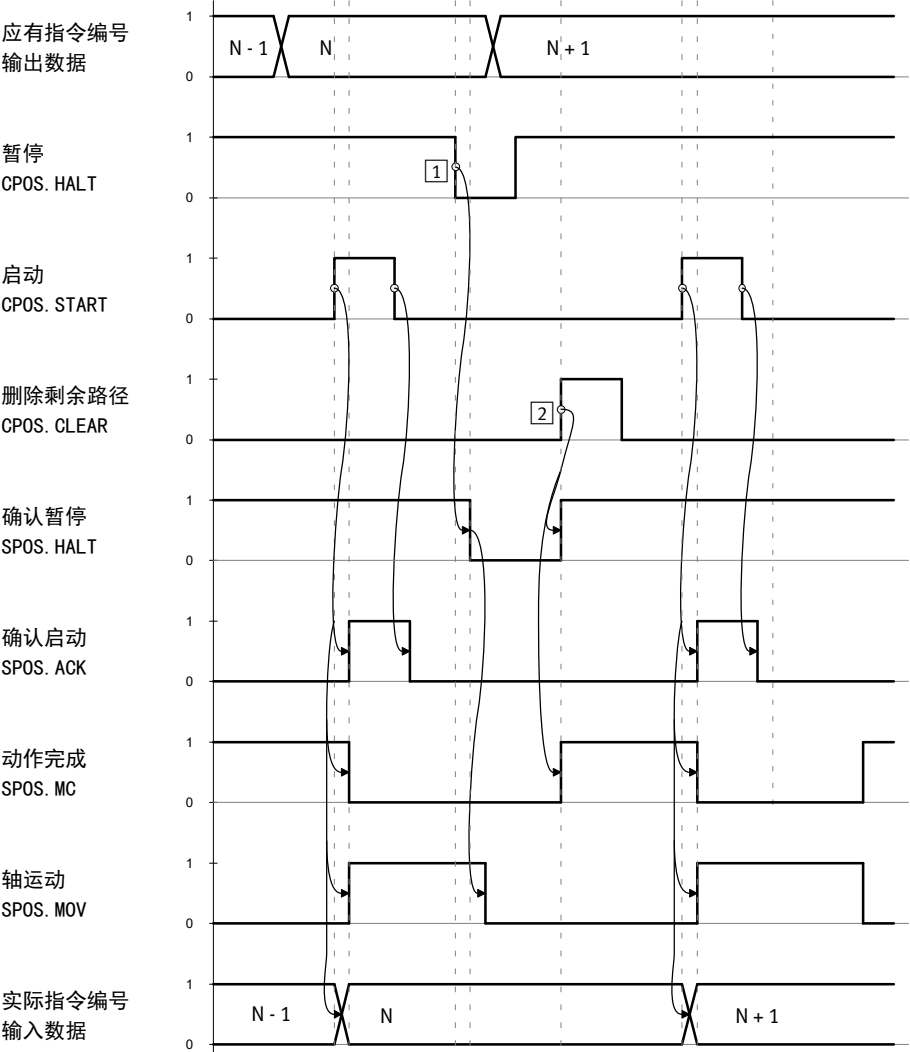 应有指令编号
输出数据
1
0
N - 1
N
N + 1
暂停
CPOS.HALT
1
0
1
启动
CPOS.START
1
0
删除剩余路径
CPOS.CLEAR
1
0
2
确认暂停
SPOS.HALT
1
0
确认启动
SPOS.ACK
1
0
动作完成
SPOS.MC
1
0
轴运动
SPOS.MOV
1
0
实际指令编号
输入数据
1
0
N - 1
N
N + 1